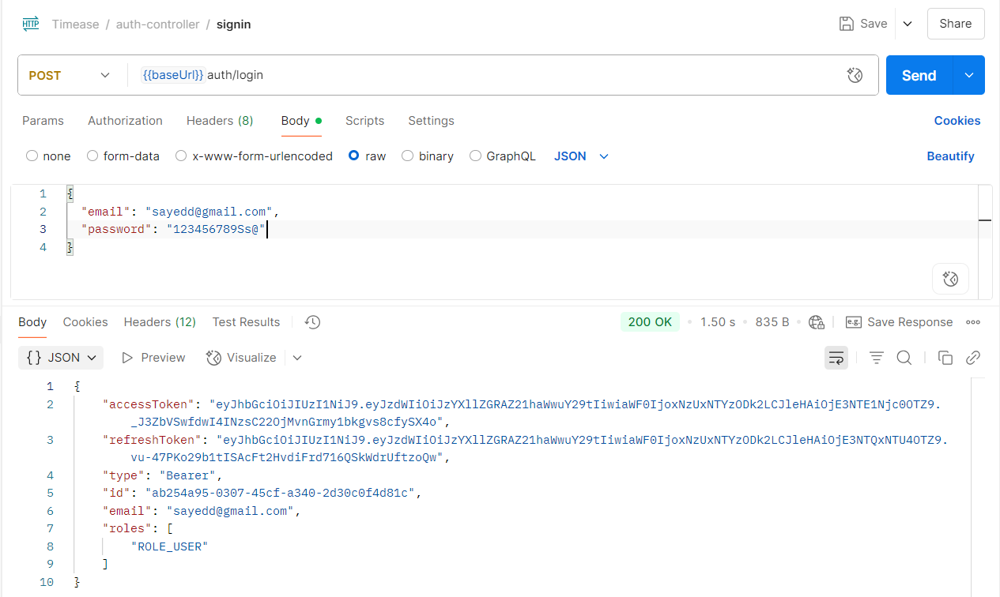 HTTP Timease / auth-controller / signin Save Share
POST {{baseUrl}} auth/login Send
Params Authorization Headers (8) Body Scripts Settings Cookies
none form-data x-www-form-urlencoded raw binary GraphQL JSON Beautify
1 {
2 "email": "sayedd@gmail.com",
3 "password": "123456789Ss@"
4 }
Body Cookies Headers (12) Test Results 200 OK • 1.50 s • 835 B • e.g. Save Response
{} JSON Preview Visualize
1 {
2 "accessToken": "eyJhbGciOiJIUzI1NiJ9.eyJzdWIiOiJzYXllZGRAZ21haWwuY29tIiwiaWF0IjoxNzUxNTYzODk2LCJleHAiOjE3NTE1Njc0OTZ9.
_J3ZbVSwfdwI4INzsC22OjMvnGrmy1bkgvs8cfySX4o",
3 "refreshToken": "eyJhbGciOiJIUzI1NiJ9.eyJzdWIiOiJzYXllZGRAZ21haWwuY29tIiwiaWF0IjoxNzUxNTYzODk2LCJleHAiOjE3NTQxNTU4OTZ9.
vu-47PKo29b1tISAcFt2HvdiFrd716QSkWdrUftzoQw",
4 "type": "Bearer",
5 "id": "ab254a95-0307-45cf-a340-2d30c0f4d81c",
6 "email": "sayedd@gmail.com",
7 "roles": [
8 "ROLE_USER"
9 ]
10 }